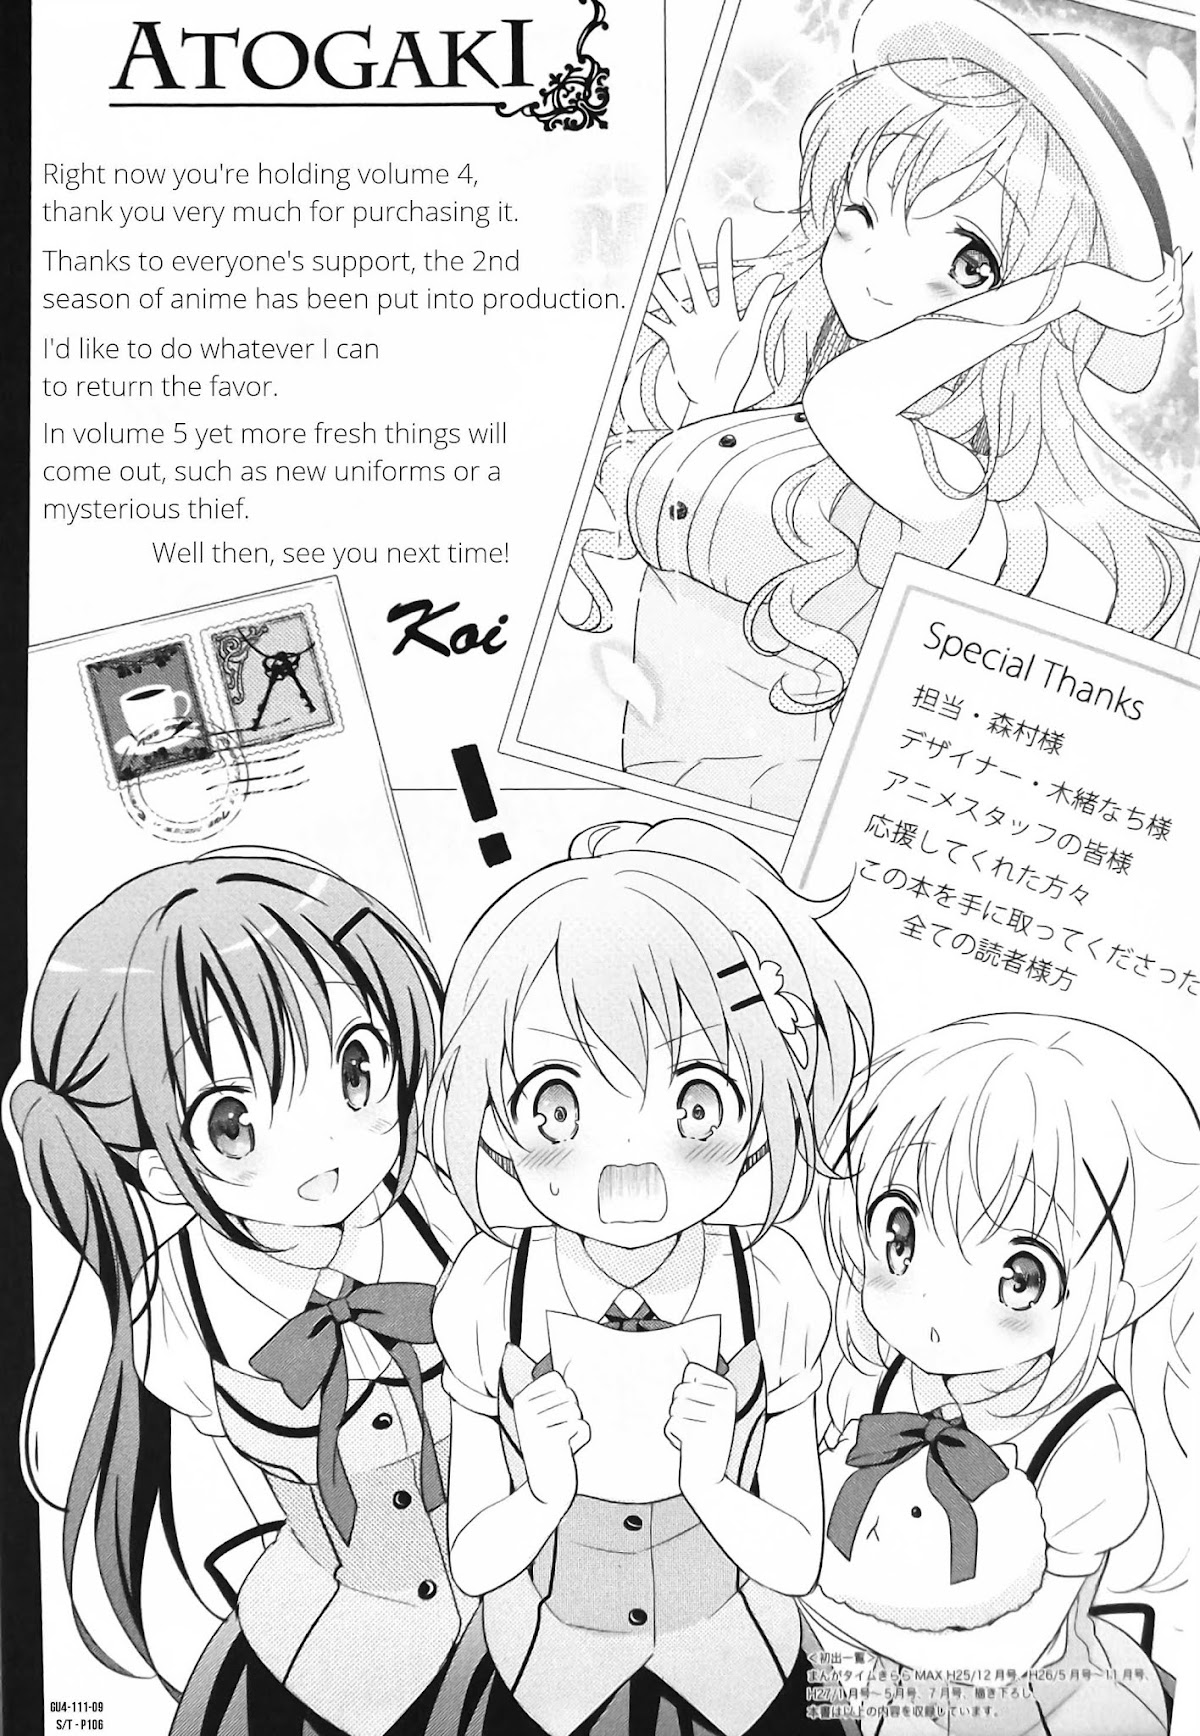 ATOGAKI
Right now you're holding volume 4,
thank you very much for purchasing it.
Thanks to everyone's support, the 2nd
season of anime has been put into production.
I'd like to do whatever I can
to return the favor.
In volume 5 yet more fresh things will
come out, such as new uniforms or a
mysterious thief.
Well then, see you next time!
Koi
!
Special Thanks
担当・森村様
デザイナー・木緒なち様
アニメスタッフの皆様
応援してくれた方々
この本を手に取ってくださった
全ての読者様方
<初出一覧>
まんがタイムきららMAX H25/12月号、H26/5月号〜11月号、
H27/1月号〜5月号、7月号、描き下ろし
本書は以上の内容を収録しています。
GU4-111-09
S/T - P106